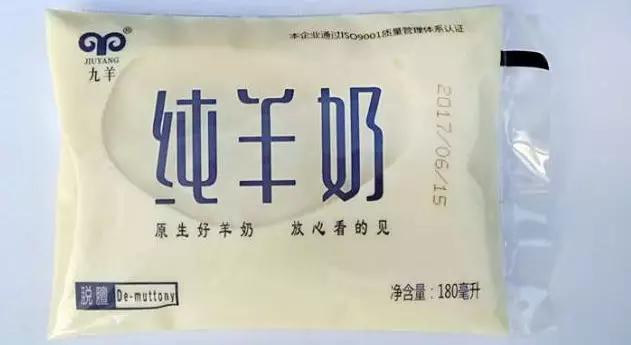 本企业通过ISO9001质量管理体系认证
®
JIUYANG
九羊
纯羊奶
2017/06/15
原生好羊奶 放心看的见
脱膻 De-muttony
净含量:180毫升